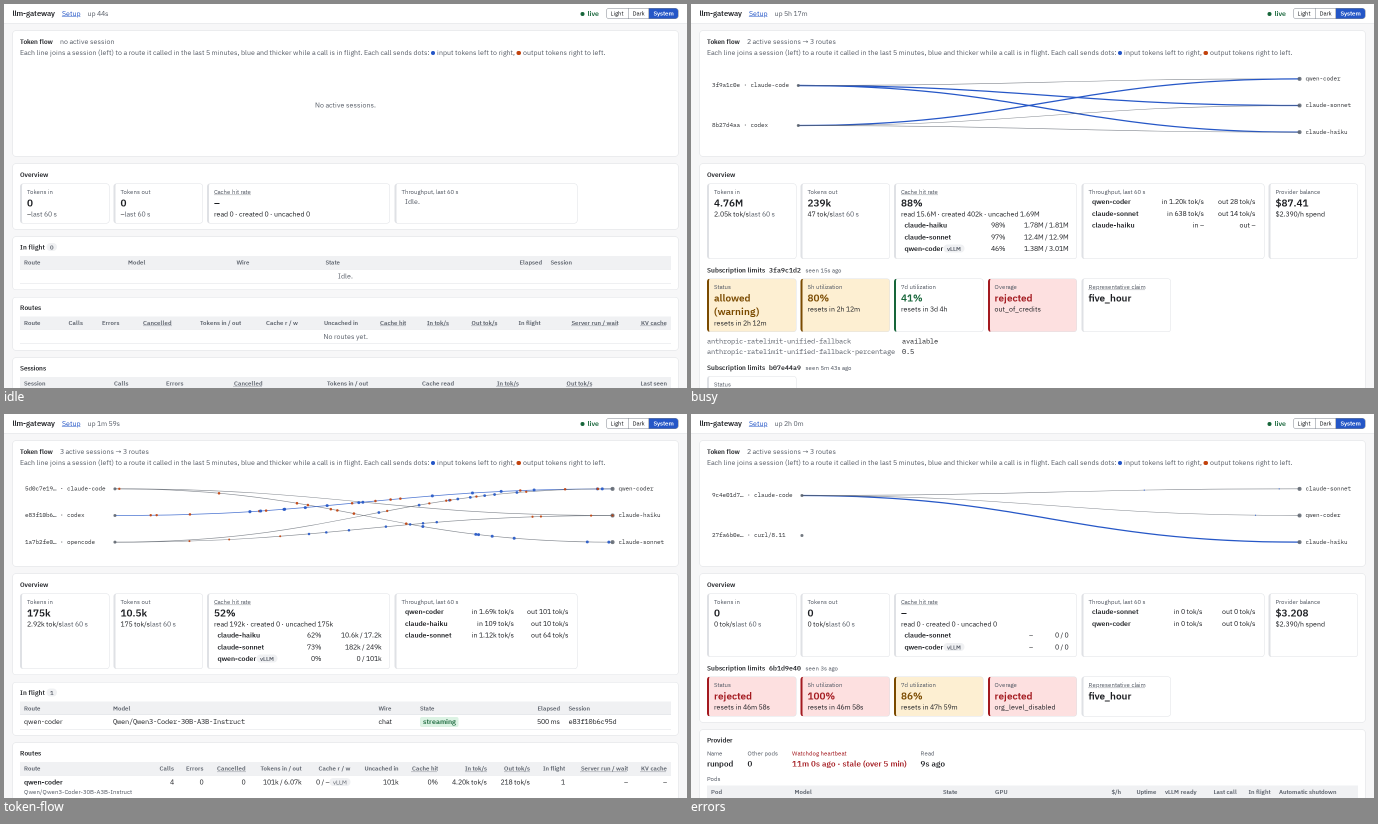 llm-gateway Setup up 44s live Light Dark System
Token flow no active session
Each line joins a session (left) to a route it called in the last 5 minutes, blue and thicker while a call is in flight. Each call sends dots: input tokens left to right, output tokens right to left.
No active sessions.
Overview
Tokens in
0
–last 60 s
Tokens out
0
–last 60 s
Cache hit rate
–
read 0 · created 0 · uncached 0
Throughput, last 60 s
Idle.
In flight 0
Route Model Wire State Elapsed Session
Idle.
Routes
Route Calls Errors Cancelled Tokens in / out Cache r / w Uncached in Cache hit In tok/s Out tok/s In flight Server run / wait KV cache
No routes yet.
Sessions
Session Calls Errors Cancelled Tokens in / out Cache read In tok/s Out tok/s Last seen
idle
llm-gateway Setup up 5h 17m live Light Dark System
Token flow 2 active sessions → 3 routes
Each line joins a session (left) to a route it called in the last 5 minutes, blue and thicker while a call is in flight. Each call sends dots: input tokens left to right, output tokens right to left.
3f9a1c0e · claude-code
8b27d4aa · codex
qwen-coder
claude-sonnet
claude-haiku
Overview
Tokens in
4.76M
2.05k tok/slast 60 s
Tokens out
239k
47 tok/slast 60 s
Cache hit rate
88%
read 15.6M · created 402k · uncached 1.69M
claude-haiku 98% 1.78M / 1.81M
claude-sonnet 97% 12.4M / 12.9M
qwen-coder vLLM 46% 1.38M / 3.01M
Throughput, last 60 s
qwen-coder in 1.20k tok/s out 28 tok/s
claude-sonnet in 638 tok/s out 14 tok/s
claude-haiku in – out –
Provider balance
$87.41
$2.390/h spend
Subscription limits 3fa9c1d2 seen 15s ago
Status
allowed
(warning)
resets in 2h 12m
5h utilization
80%
resets in 2h 12m
7d utilization
41%
resets in 3d 4h
Overage
rejected
out_of_credits
Representative claim
five_hour
anthropic-ratelimit-unified-fallback available
anthropic-ratelimit-unified-fallback-percentage 0.5
Subscription limits b07e44a9 seen 5m 43s ago
Status
busy
llm-gateway Setup up 1m 59s live Light Dark System
Token flow 3 active sessions → 3 routes
Each line joins a session (left) to a route it called in the last 5 minutes, blue and thicker while a call is in flight. Each call sends dots: input tokens left to right, output tokens right to left.
5d0c7e19… · claude-code
e83f18b6… · codex
1a7b2fe8… · opencode
qwen-coder
claude-haiku
claude-sonnet
Overview
Tokens in
175k
2.92k tok/slast 60 s
Tokens out
10.5k
175 tok/slast 60 s
Cache hit rate
52%
read 192k · created 0 · uncached 175k
claude-haiku 62% 10.6k / 17.2k
claude-sonnet 73% 182k / 249k
qwen-coder vLLM 0% 0 / 101k
Throughput, last 60 s
qwen-coder in 1.69k tok/s out 101 tok/s
claude-haiku in 109 tok/s out 10 tok/s
claude-sonnet in 1.12k tok/s out 64 tok/s
In flight 1
Route Model Wire State Elapsed Session
qwen-coder Qwen/Qwen3-Coder-30B-A3B-Instruct chat streaming 500 ms e83f18b6c95d
Routes
Route Calls Errors Cancelled Tokens in / out Cache r / w Uncached in Cache hit In tok/s Out tok/s In flight Server run / wait KV cache
qwen-coder 4 0 0 101k / 6.07k 0 / – vLLM 101k 0% 4.20k tok/s 218 tok/s 1 – –
Qwen/Qwen3-Coder-30B-A3B-Instruct
token-flow
llm-gateway Setup up 2h 0m live Light Dark System
Token flow 2 active sessions → 3 routes
Each line joins a session (left) to a route it called in the last 5 minutes, blue and thicker while a call is in flight. Each call sends dots: input tokens left to right, output tokens right to left.
9c4e01d7… · claude-code
27fa6b0e… · curl/8.11
claude-sonnet
qwen-coder
claude-haiku
Overview
Tokens in
0
0 tok/slast 60 s
Tokens out
0
0 tok/slast 60 s
Cache hit rate
–
read 0 · created 0 · uncached 0
claude-sonnet – 0 / 0
qwen-coder vLLM – 0 / 0
Throughput, last 60 s
claude-sonnet in 0 tok/s out 0 tok/s
qwen-coder in 0 tok/s out 0 tok/s
Provider balance
$3.208
$2.390/h spend
Subscription limits 6b1d9e40 seen 3s ago
Status
rejected
resets in 46m 58s
5h utilization
100%
resets in 46m 58s
7d utilization
86%
resets in 47h 59m
Overage
rejected
org_level_disabled
Representative claim
five_hour
Provider
Name Other pods Watchdog heartbeat Read
runpod 0 11m 0s ago · stale (over 5 min) 9s ago
Pods
Pod Model State GPU $/h Uptime vLLM ready Last call In flight Automatic shutdown
errors